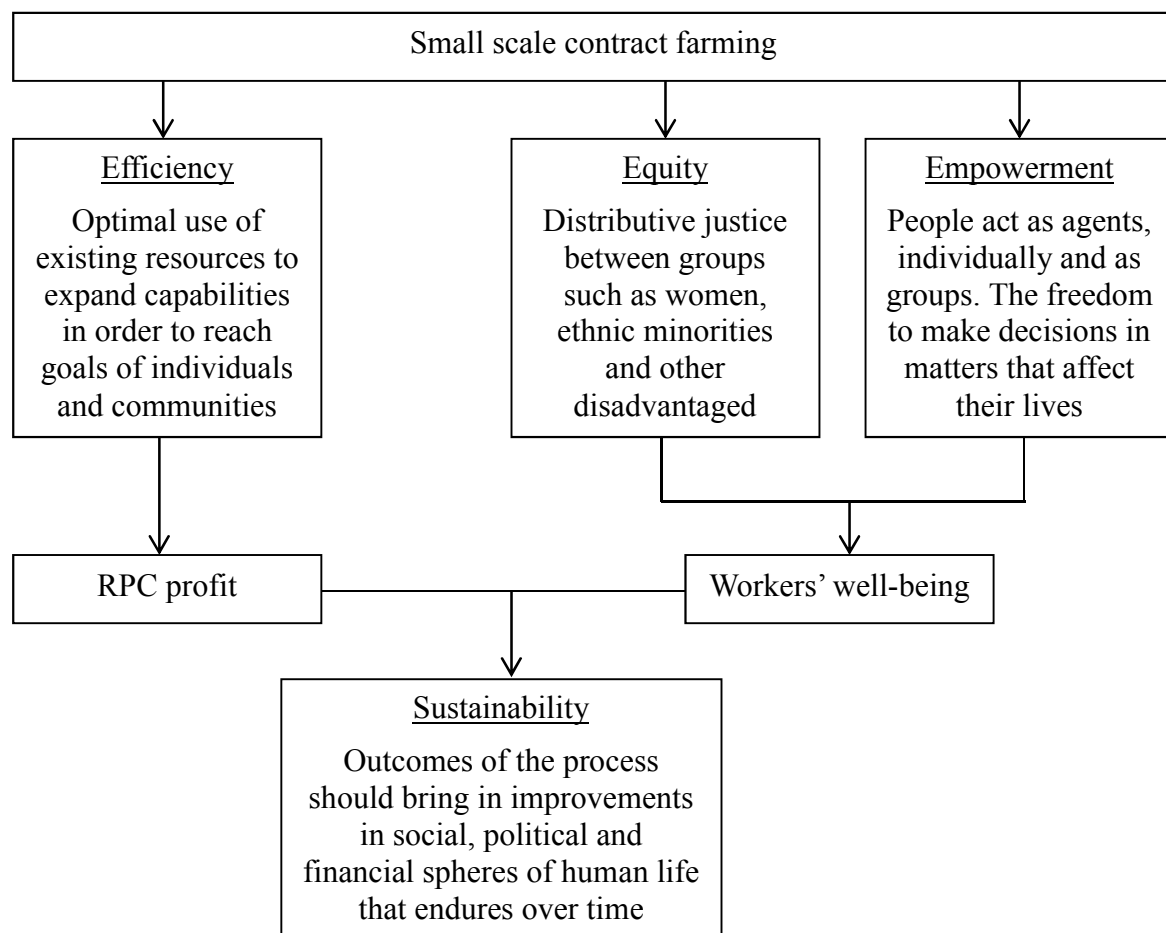 Small scale contract farming
Efficiency
Optimal use of
existing resources to
expand capabilities
in order to reach
goals of individuals
and communities
Equity
Distributive justice
between groups
such as women,
ethnic minorities
and other
disadvantaged
Empowerment
People act as agents,
individually and as
groups. The freedom
to make decisions in
matters that affect
their lives
RPC profit
Workers’ well-being
Sustainability
Outcomes of the process
should bring in improvements
in social, political and
financial spheres of human life
that endures over time